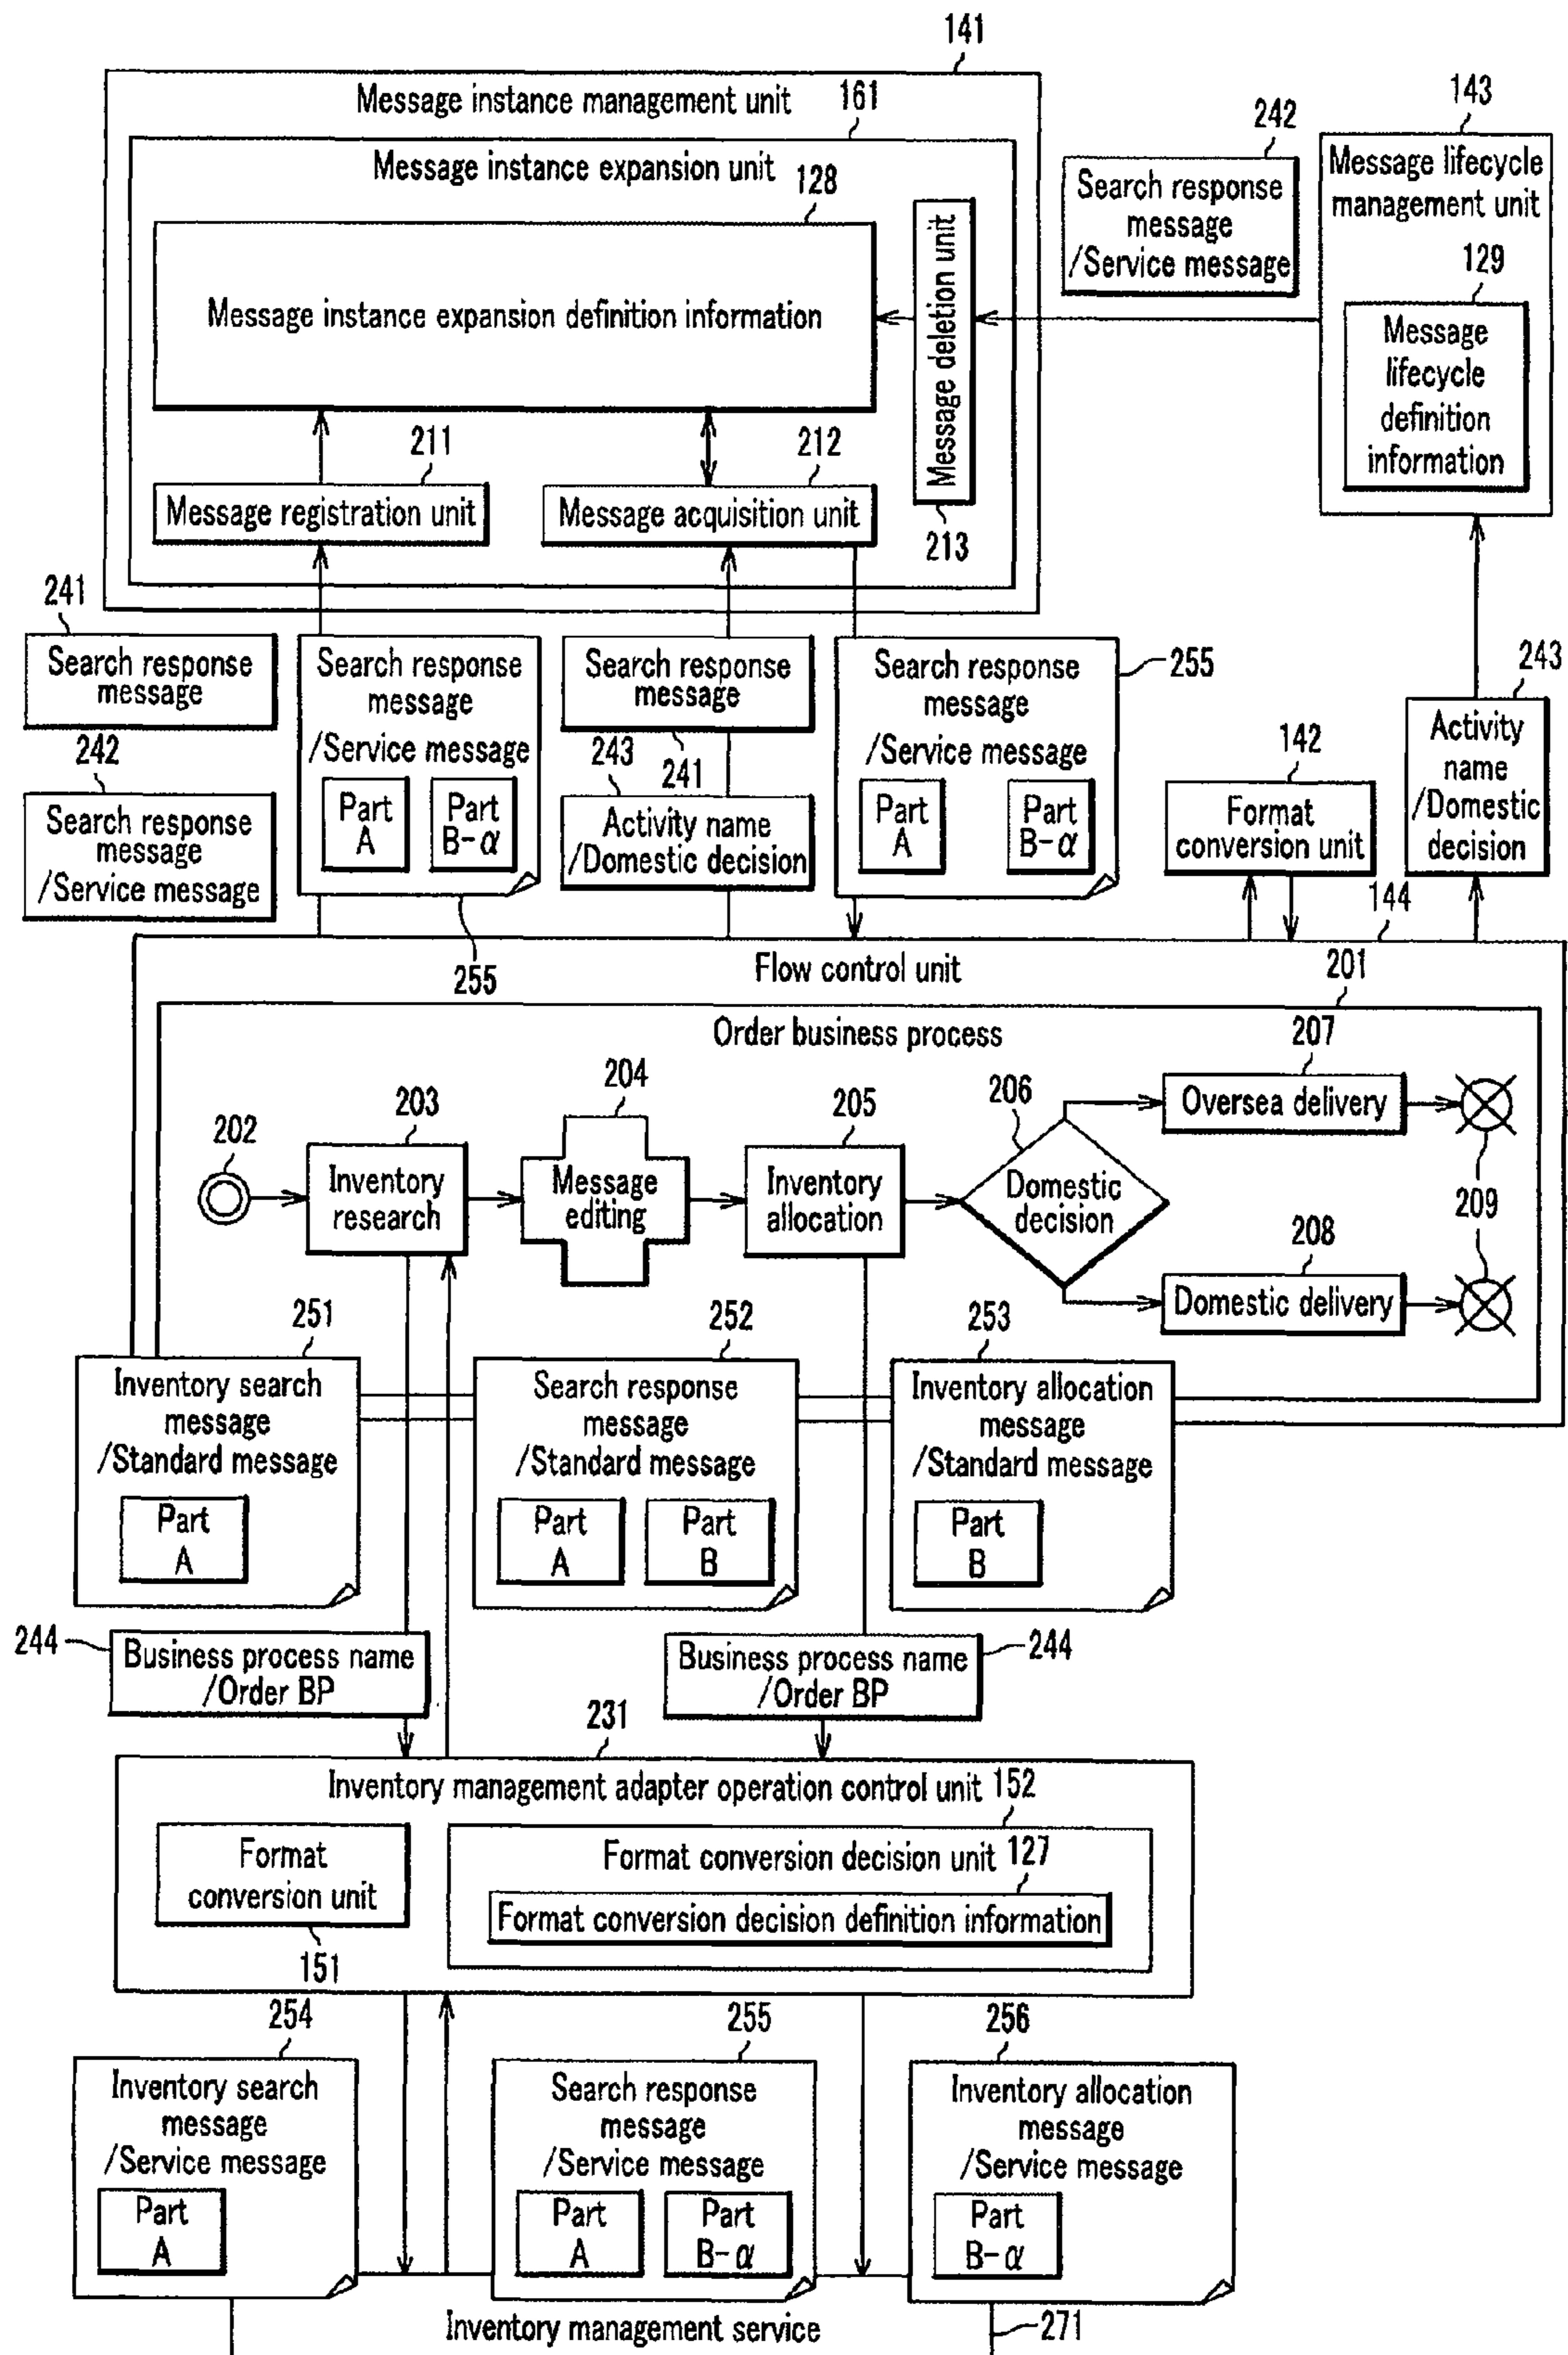 141
Message instance management unit
161
Message instance expansion unit
128
Message instance expansion definition information
Message deletion unit
213
211
Message registration unit
212
Message acquisition unit
242
Search response
message
/Service message
143
Message lifecycle
management unit
129
Message
lifecycle
definition
information
241
Search response
message
242
Search response
message
/Service message
Search response
message
/Service message
Part
A
Part
B-α
255
Search response
message
241
243
Activity name
/Domestic decision
Search response
message
/Service message
Part
A
Part
B-α
255
142
Format
conversion unit
243
Activity
name
/Domestic
decision
144
Flow control unit
201
Order business process
202
203
Inventory
research
204
Message
editing
205
Inventory
allocation
206
Domestic
decision
207
Oversea delivery
208
Domestic delivery
209
251
Inventory search
message
/Standard message
Part
A
252
Search response
message
/Standard message
Part
A
Part
B
253
Inventory allocation
message
/Standard message
Part
B
244
Business process name
/Order BP
Business process name
/Order BP
244
231
Inventory management adapter operation control unit
152
Format
conversion unit
151
Format conversion decision unit
127
Format conversion decision definition information
254
Inventory search
message
/Service message
Part
A
255
Search response
message
/Service message
Part
A
Part
B-α
256
Inventory allocation
message
/Service message
Part
B-α
Inventory management service
271